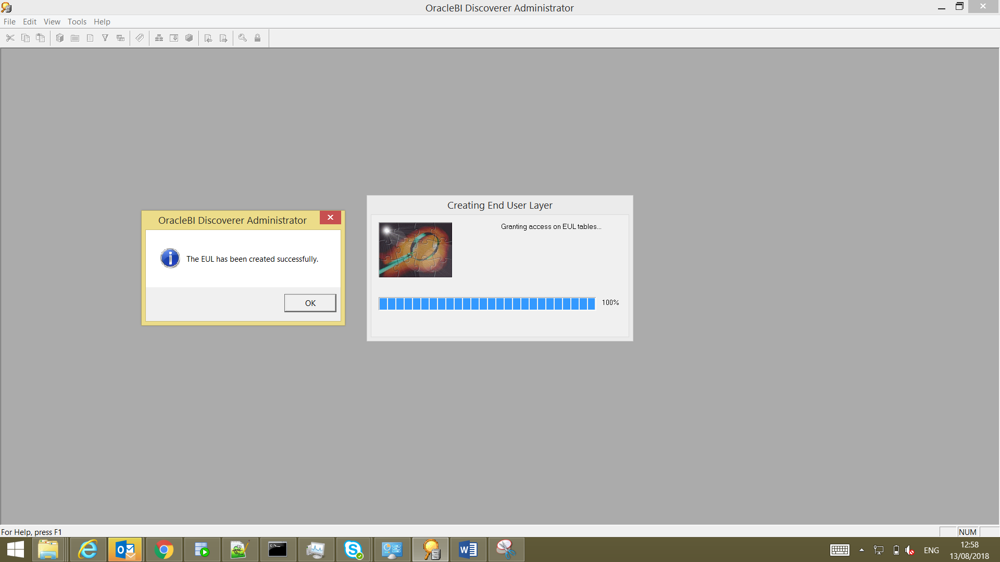 OracleBI Discoverer Administrator
File Edit View Tools Help
Creating End User Layer
Granting access on EUL tables...
100%
OracleBI Discoverer Administrator
The EUL has been created successfully.
OK
For Help, press F1
NUM
ENG
12:58
13/08/2018